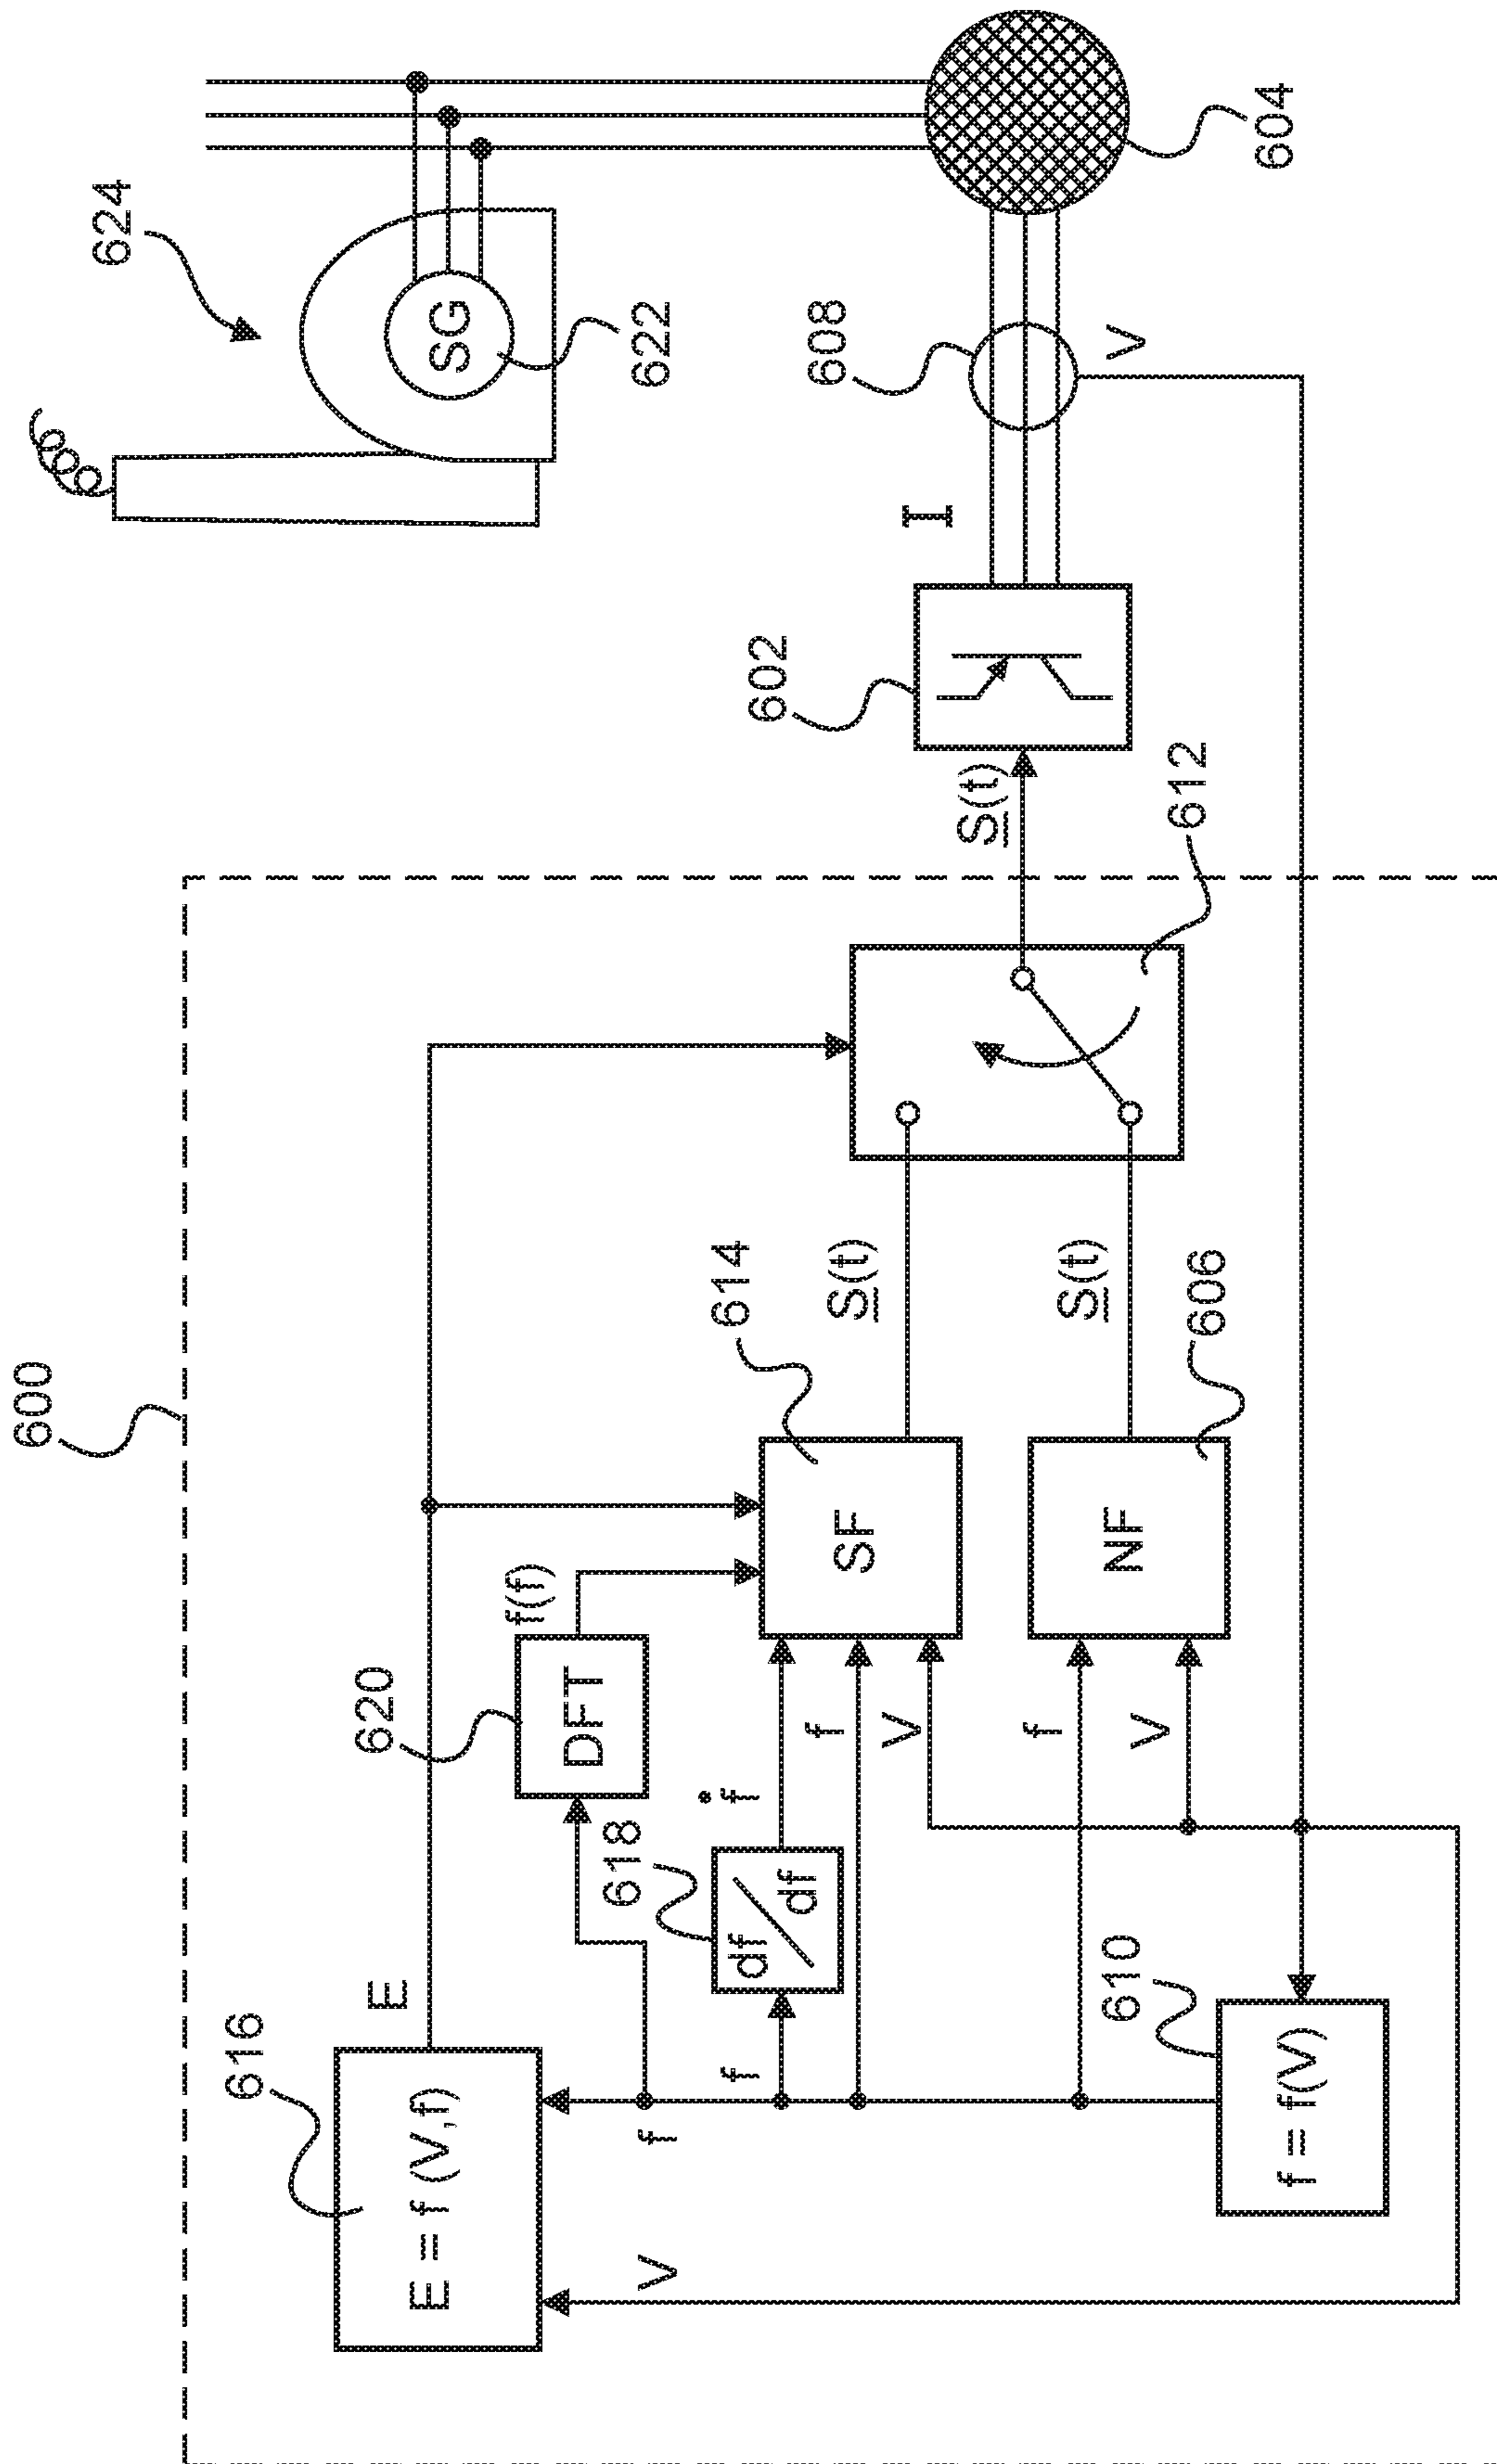 600
624
SG
622
604
608
V
I
602
S(t)
612
614
S(t)
S(t)
606
SF
NF
f(f)
620
DFT
618
ḟ
df
df
f
V
f
V
E
616
E = f (V,f)
f
f
V
610
f = f(V)